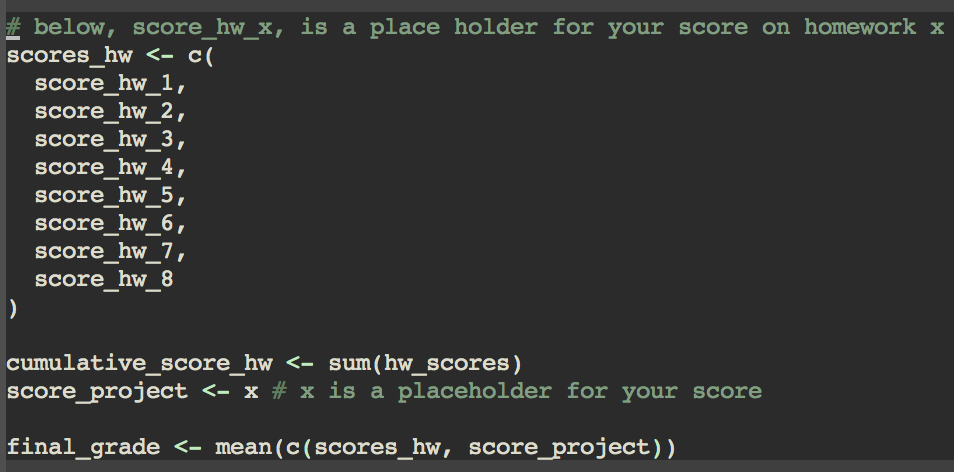 # below, score_hw_x, is a place holder for your score on homework x
scores_hw <- c(
  score_hw_1,
  score_hw_2,
  score_hw_3,
  score_hw_4,
  score_hw_5,
  score_hw_6,
  score_hw_7,
  score_hw_8
)

cumulative_score_hw <- sum(hw_scores)
score_project <- x # x is a placeholder for your score

final_grade <- mean(c(scores_hw, score_project))